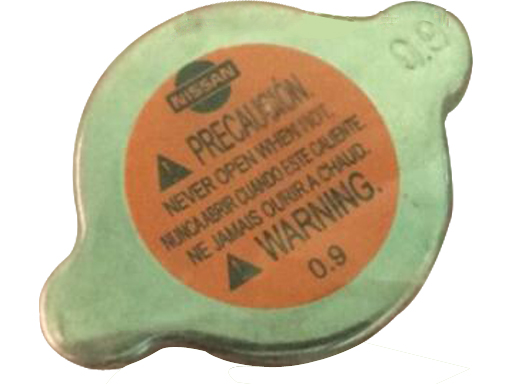 0.9
NISSAN
PRECAUCIÓN.
NEVER OPEN WHEN HOT.
NUNCA ABRIR CUANDO ESTE CALIENTE.
NE JAMAIS OURIR A CHAUD.
WARNING.
0.9